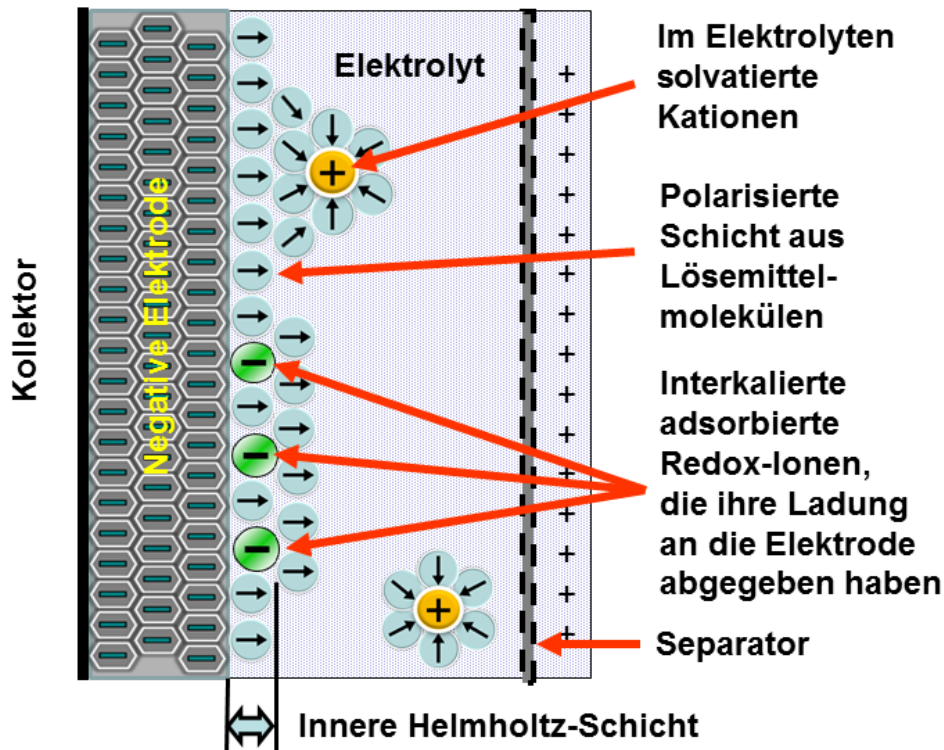 Kollektor
Negative Elektrode
Elektrolyt
Im Elektrolyten
solvatierte
Kationen
Polarisierte
Schicht aus
Lösemittel-
molekülen
Interkalierte
adsorbierte
Redox-Ionen,
die ihre Ladung
an die Elektrode
abgegeben haben
Separator
Innere Helmholtz-Schicht